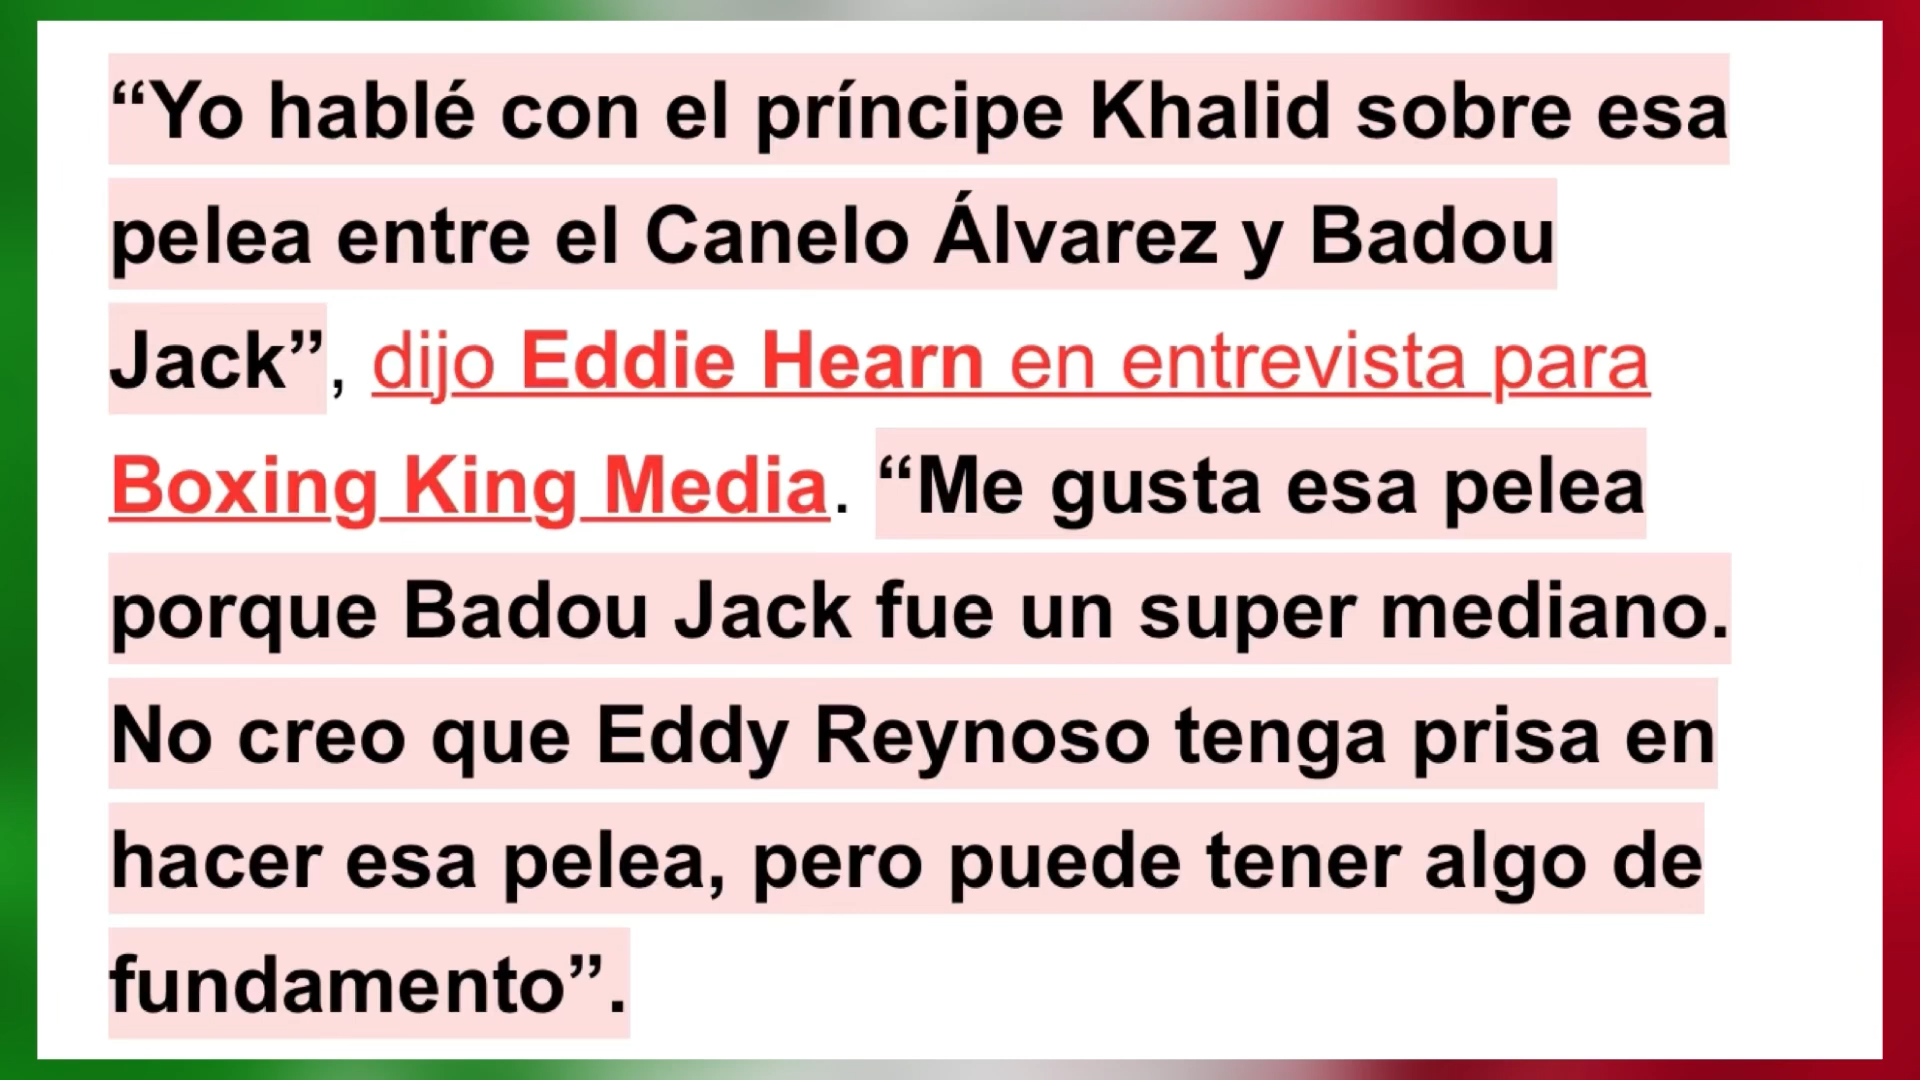 “Yo hablé con el príncipe Khalid sobre esa
pelea entre el Canelo Álvarez y Badou
Jack”, dijo Eddie Hearn en entrevista para
Boxing King Media. “Me gusta esa pelea
porque Badou Jack fue un super mediano.
No creo que Eddy Reynoso tenga prisa en
hacer esa pelea, pero puede tener algo de
fundamento”.